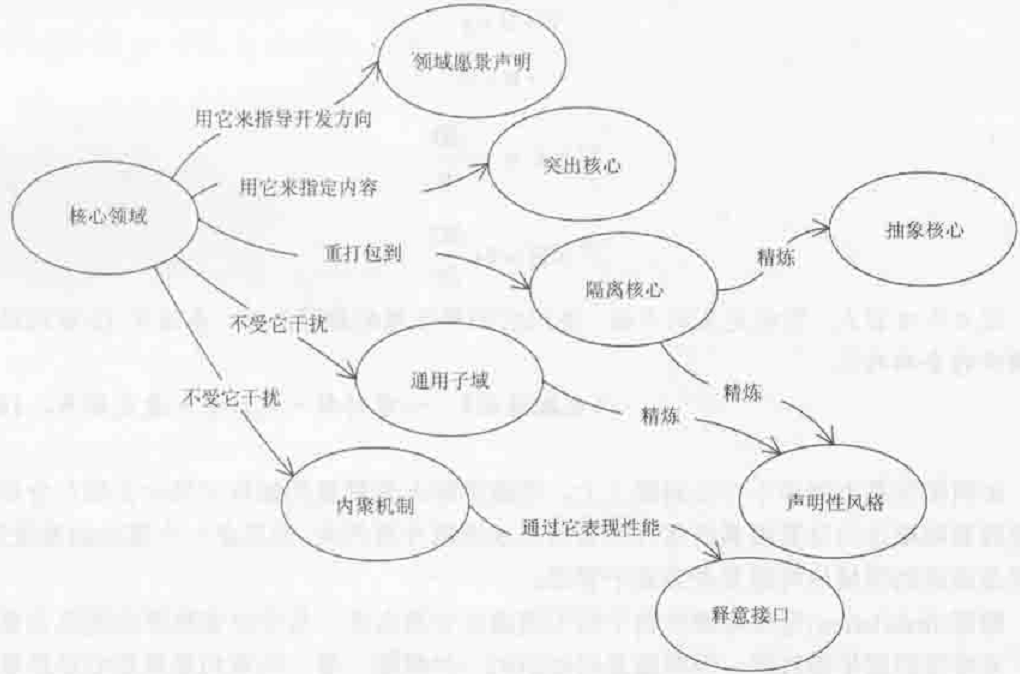 领域愿景声明
用它来指导开发方向
突出核心
用它来指定内容
核心领域
抽象核心
重打包到
精炼
隔离核心
不受它干扰
通用子域
不受它干扰
精炼
精炼
内聚机制
声明性风格
通过它表现性能
释意接口